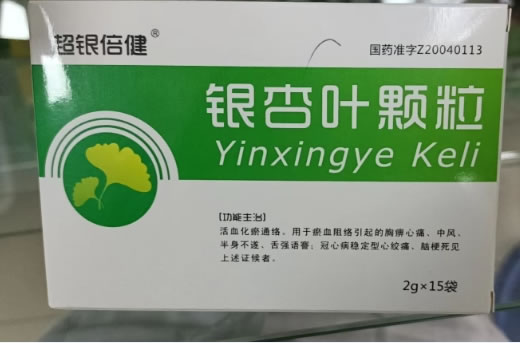 超银倍健®
国药准字Z20040113
银杏叶颗粒
Yinxingye Keli
[功能主治]
活血化瘀通络。用于瘀血阻络引起的胸痹心痛、中风、
半身不遂、舌强语謇；冠心病稳定型心绞痛、脑梗死见
上述证候者。
2g×15袋